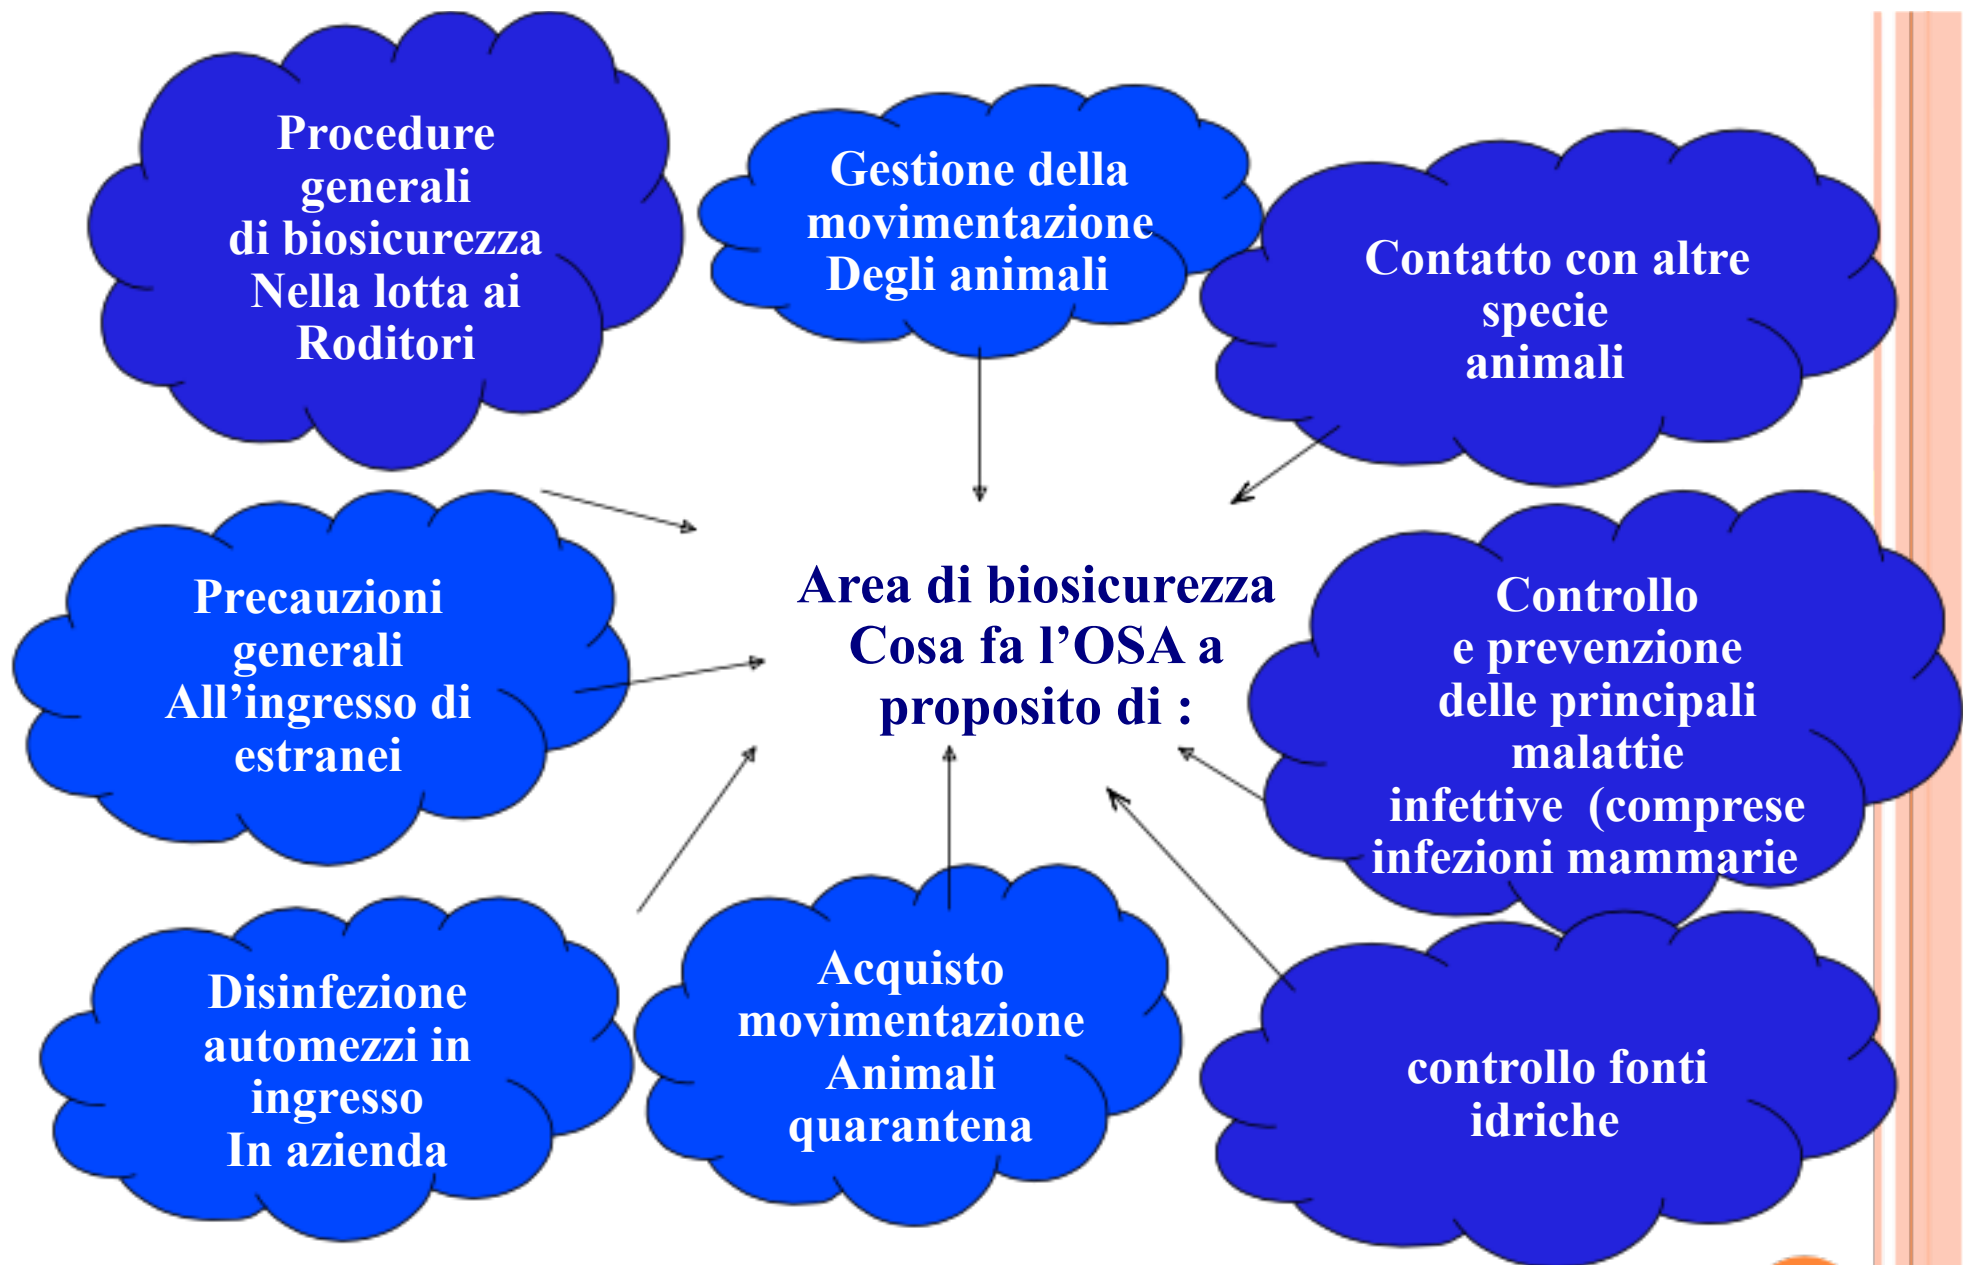 Procedure
generali
di biosicurezza
Nella lotta ai
Roditori
Gestione della
movimentazione
Degli animali
Contatto con altre
specie
animali
Precauzioni
generali
All’ingresso di
estranei
Area di biosicurezza
Cosa fa l’OSA a
proposito di :
Controllo
e prevenzione
delle principali
malattie
infettive (comprese
infezioni mammarie
Disinfezione
automezzi in
ingresso
In azienda
Acquisto
movimentazione
Animali
quarantena
controllo fonti
idriche